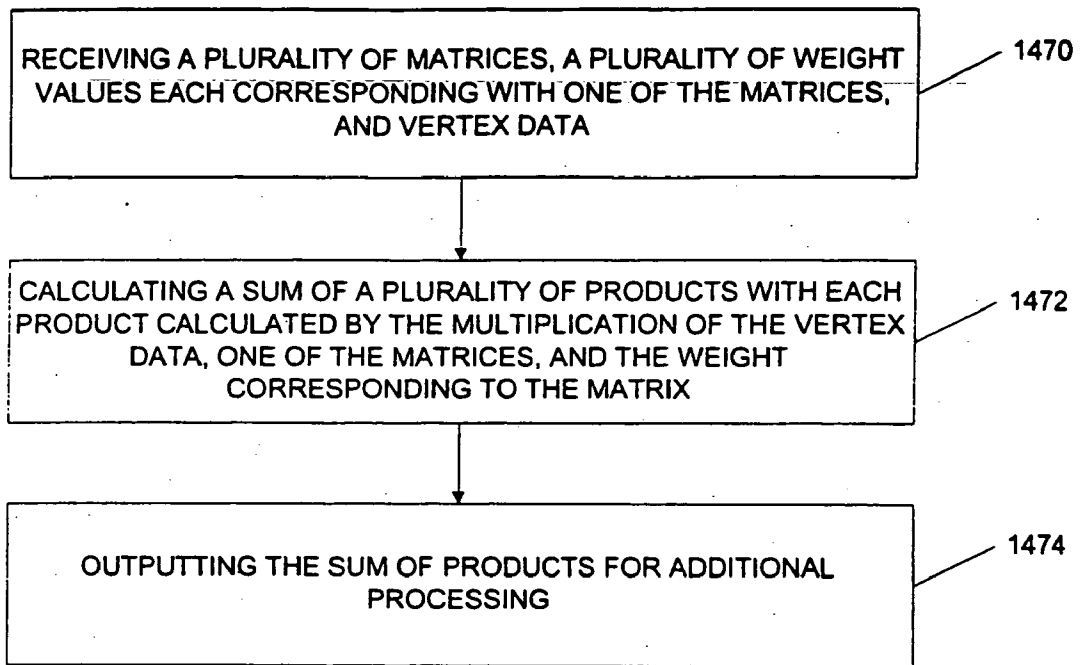 RECEIVING A PLURALITY OF MATRICES, A PLURALITY OF WEIGHT
VALUES EACH CORRESPONDING WITH ONE OF THE MATRICES,
AND VERTEX DATA
1470
CALCULATING A SUM OF A PLURALITY OF PRODUCTS WITH EACH
PRODUCT CALCULATED BY THE MULTIPLICATION OF THE VERTEX
DATA, ONE OF THE MATRICES, AND THE WEIGHT
CORRESPONDING TO THE MATRIX
1472
OUTPUTTING THE SUM OF PRODUCTS FOR ADDITIONAL
PROCESSING
1474